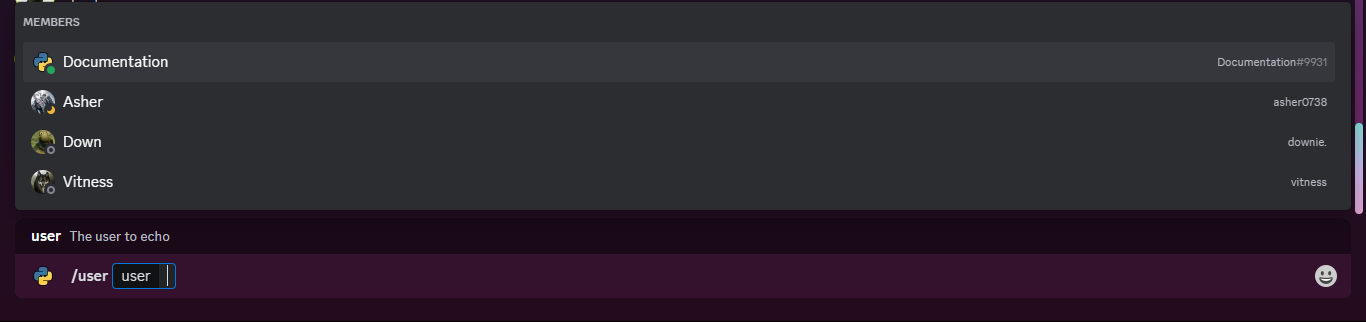 MEMBERS
Documentation Documentation#9931
Asher asher0738
Down downie.
Vitness vitness
user The user to echo
/user user